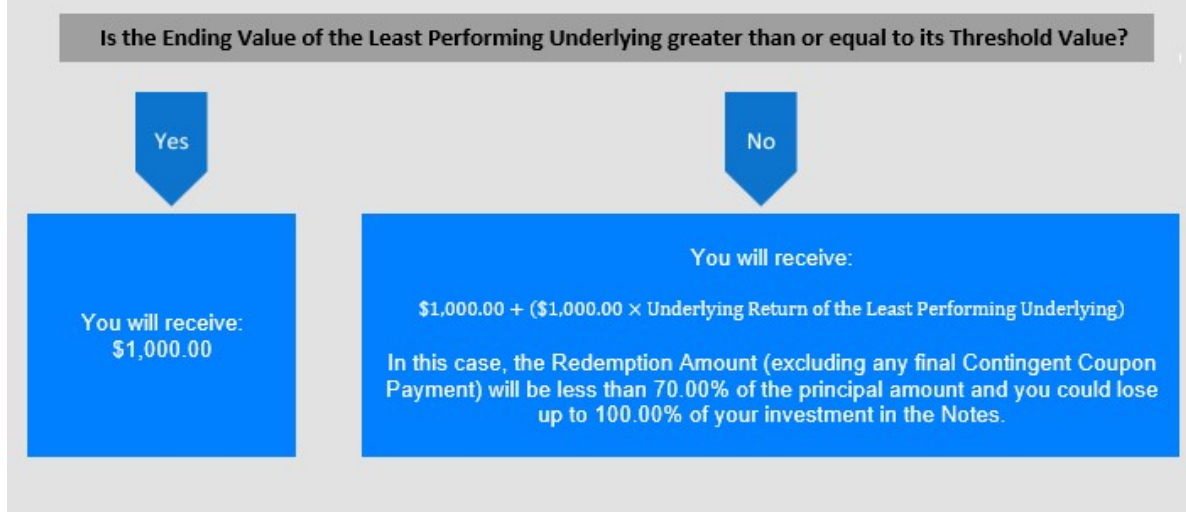 Is the Ending Value of the Least Performing Underlying greater than or equal to its Threshold Value?
Yes
No
You will receive:
$1,000.00
You will receive:
$1,000.00 + ($1,000.00 × Underlying Return of the Least Performing Underlying)
In this case, the Redemption Amount (excluding any final Contingent Coupon
Payment) will be less than 70.00% of the principal amount and you could lose
up to 100.00% of your investment in the Notes.